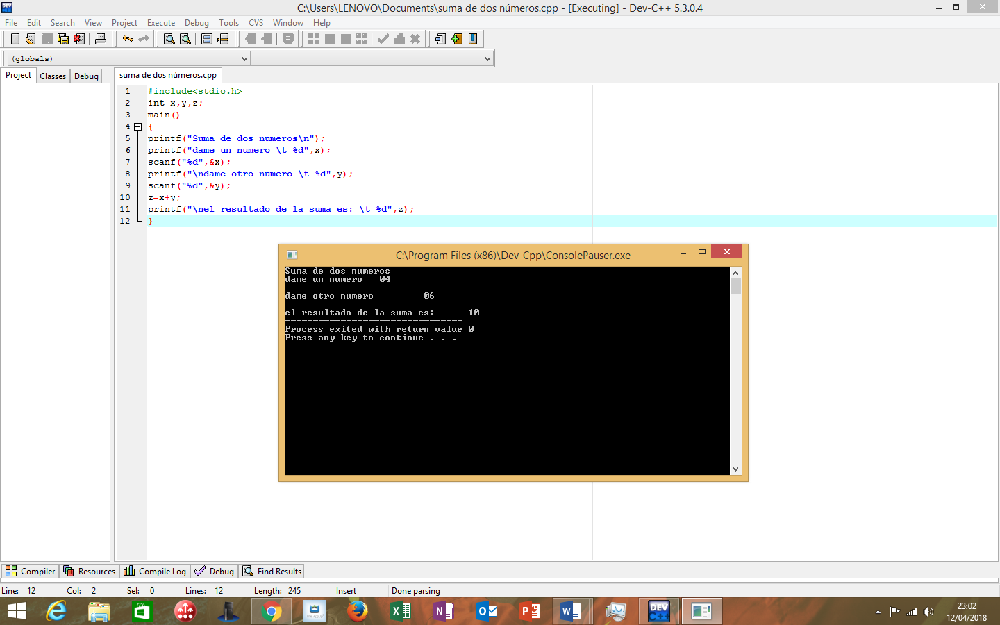 C:\Users\LENOVO\Documents\suma de dos números.cpp - [Executing] - Dev-C++ 5.3.0.4
File Edit Search View Project Execute Debug Tools CVS Window Help
(globals)
Project Classes Debug
suma de dos números.cpp
1 #include<stdio.h>
2 int x,y,z;
3 main()
4 {
5 printf("Suma de dos numeros\n");
6 printf("dame un numero \t %d",x);
7 scanf("%d",&x);
8 printf("\ndame otro numero \t %d",y);
9 scanf("%d",&y);
10 z=x+y;
11 printf("\nel resultado de la suma es: \t %d",z);
12 }
C:\Program Files (x86)\Dev-Cpp\ConsolePauser.exe
Suma de dos numeros
dame un numero 04
dame otro numero 06
el resultado de la suma es: 10
--------------------------------
Process exited with return value 0
Press any key to continue . . .
Compiler Resources Compile Log Debug Find Results
Line: 12 Col: 2 Sel: 0 Lines: 12 Length: 245 Insert Done parsing
DEV C++
23:02
12/04/2018